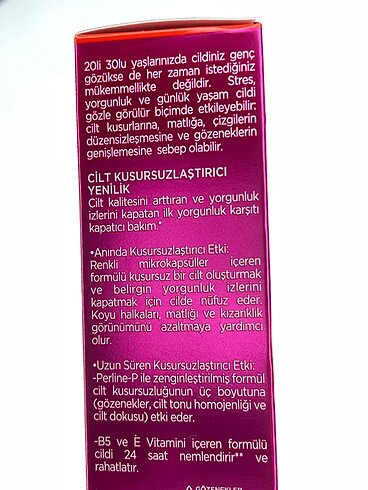 20li 30lu yaşlarınızda cildiniz genç
gözükse de her zaman istediğiniz
mükemmellikte değildir. Stres,
yorgunluk ve günlük yaşam cildi
gözle görülür biçimde etkileyebilir:
cilt kusurlarına, matlığa, çizgilerin
düzensizleşmesine ve gözeneklerin
genişlemesine sebep olabilir.
CİLT KUSURSUZLAŞTIRICI
YENİLİK
Cilt kalitesini arttıran ve yorgunluk
izlerini kapatan ilk yorgunluk karşıtı
kapatıcı bakım.*
•Anında Kusursuzlaştırıcı Etki:
Renkli mikrokapsüller içeren
formülü kusursuz bir cilt oluşturmak
ve belirgin yorgunluk izlerini
kapatmak için cilde nüfuz eder.
Koyu halkaları, matlığı ve kızarıklık
görünümünü azaltmaya yardımcı
olur.
•Uzun Süren Kusursuzlaştırıcı Etki:
-Perline-P ile zenginleştirilmiş formül
cilt kusursuzluğunun üç boyutuna
(gözenekler, cilt tonu homojenliği ve
cilt dokusu) etki eder.
-B5 ve E Vitamini içeren formülü
cildi 24 saat nemlendirir** ve
rahatlatır.
GÖZENEKLER